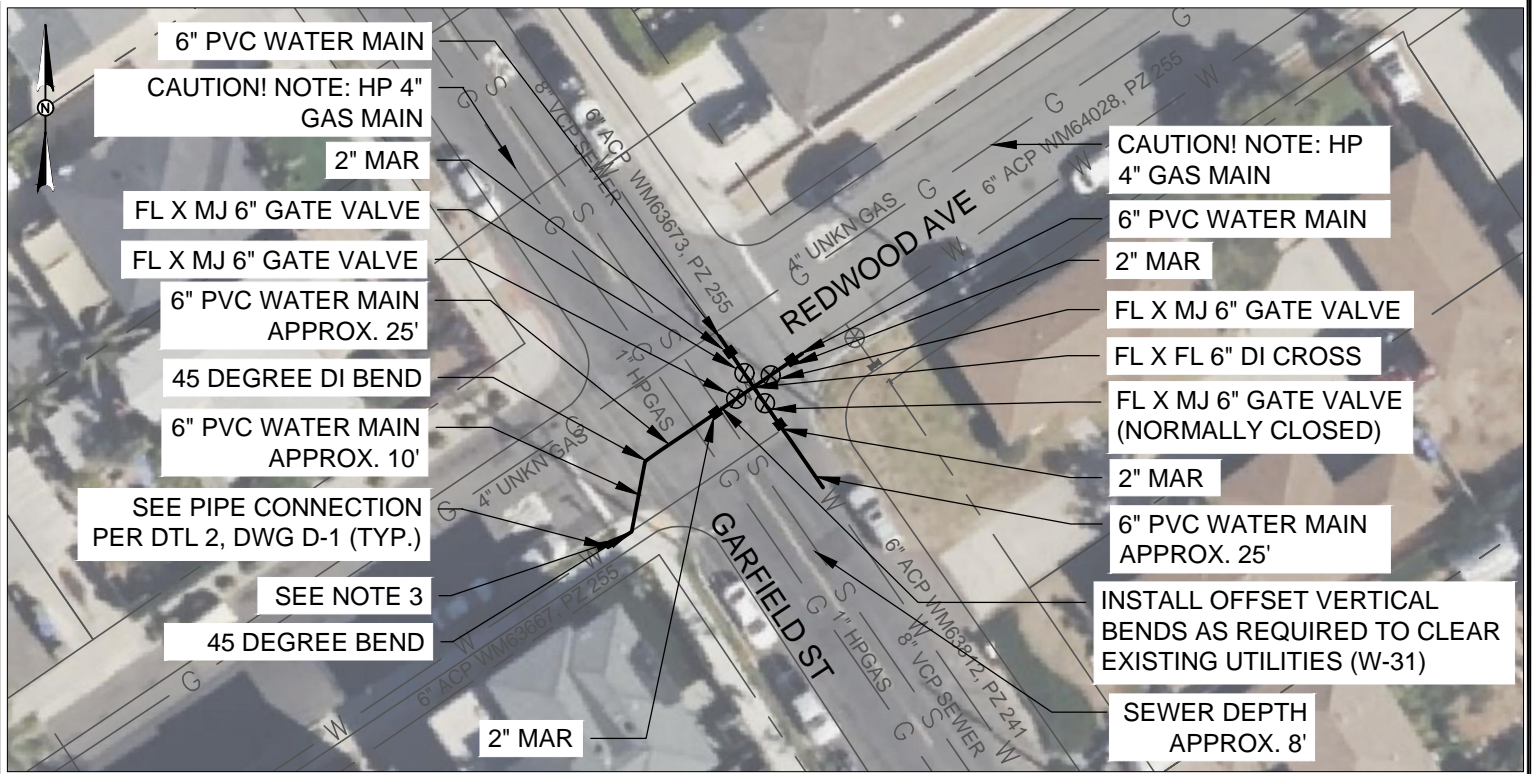 6" PVC WATER MAIN
CAUTION! NOTE: HP 4"
GAS MAIN
2" MAR
FL X MJ 6" GATE VALVE
FL X MJ 6" GATE VALVE
6" PVC WATER MAIN
APPROX. 25'
45 DEGREE DI BEND
6" PVC WATER MAIN
APPROX. 10'
SEE PIPE CONNECTION
PER DTL 2, DWG D-1 (TYP.)
SEE NOTE 3
45 DEGREE BEND
2" MAR
N
8" VCP SEWER
6" ACP WM63673, PZ 255
G
S
G
S
G
S
1" HPGAS
4" UNKN GAS
REDWOOD AVE
6" ACP WM64028, PZ 255
G
G
G
G
W
W
W
4" UNKN GAS
G
G
G
W
W
W
6" ACP WM63667, PZ 255
GARFIELD ST
G
S
W
6" ACP WM63812, PZ 241
1" HPGAS
8" VCP SEWER
G
S
W
G
S
W
CAUTION! NOTE: HP
4" GAS MAIN
6" PVC WATER MAIN
2" MAR
FL X MJ 6" GATE VALVE
FL X FL 6" DI CROSS
FL X MJ 6" GATE VALVE
(NORMALLY CLOSED)
2" MAR
6" PVC WATER MAIN
APPROX. 25'
INSTALL OFFSET VERTICAL
BENDS AS REQUIRED TO CLEAR
EXISTING UTILITIES (W-31)
SEWER DEPTH
APPROX. 8'